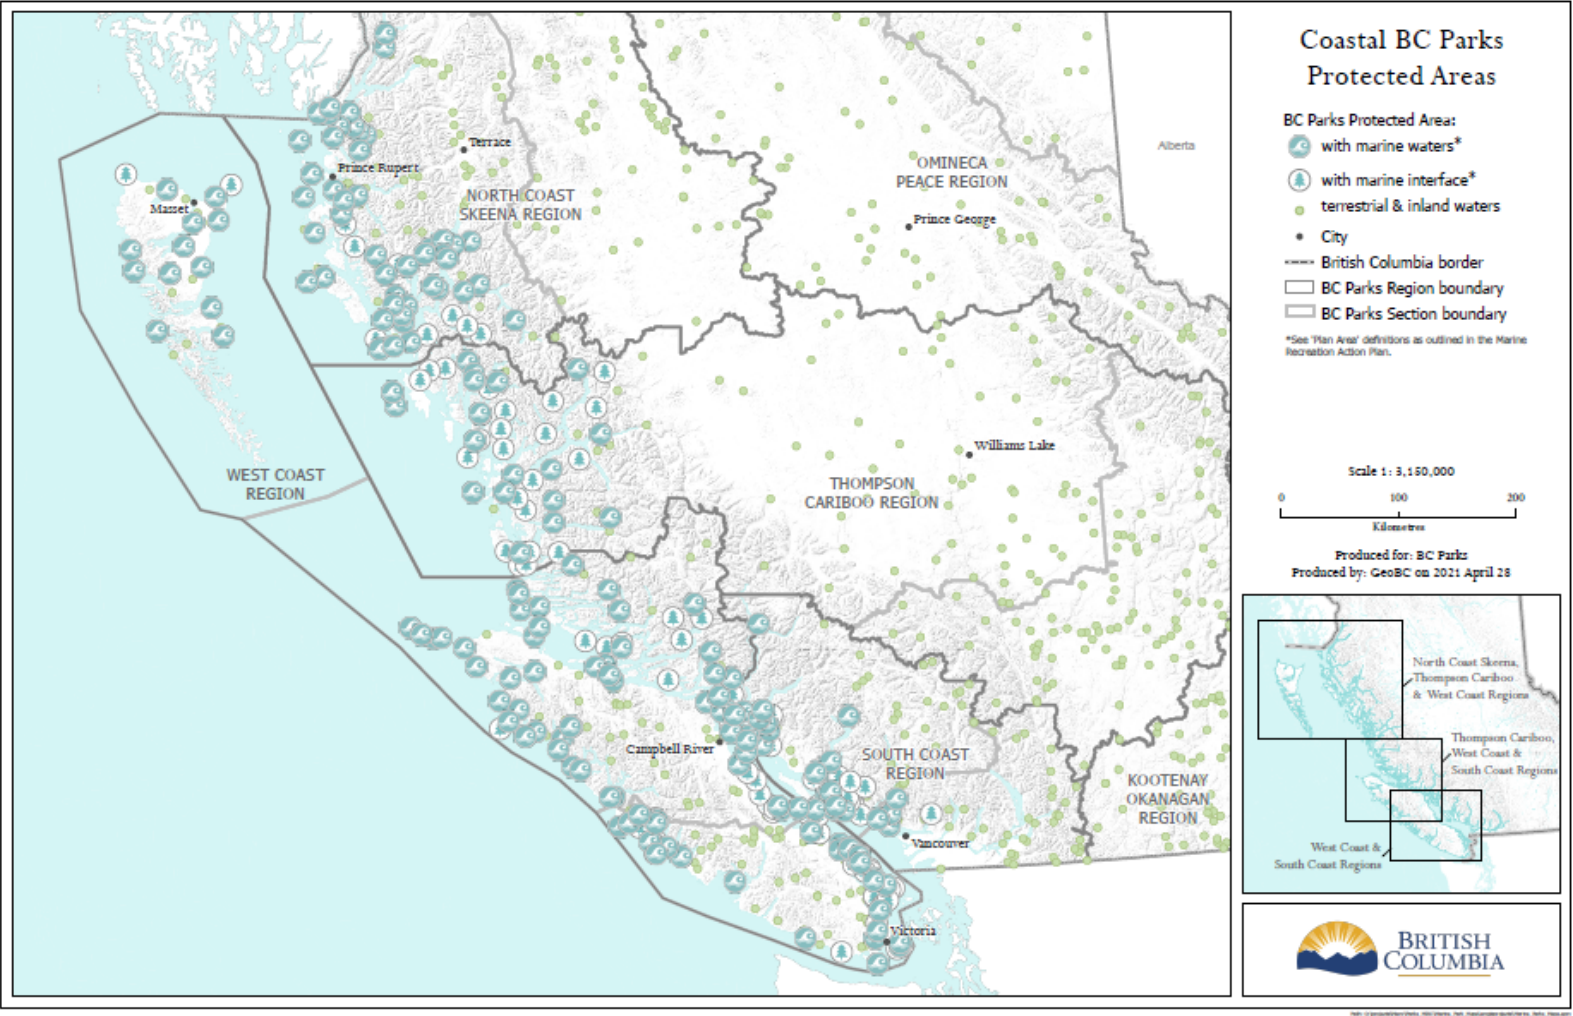 Coastal BC Parks
Protected Areas
BC Parks Protected Area:
with marine waters*
with marine interface*
terrestrial & inland waters
City
British Columbia border
BC Parks Region boundary
BC Parks Section boundary
*See 'Plan Area' definitions as outlined in the Marine
Recreation Action Plan.
Scale 1: 3,150,000
0 100 200
Kilometres
Produced for: BC Parks
Produced by: GeoBC on 2021 April 28
North Coast Skeena,
Thompson Cariboo
& West Coast Regions
Thompson Cariboo,
West Coast &
South Coast Regions
West Coast &
South Coast Regions
BRITISH
COLUMBIA
Terrace
Prince Rupert
NORTH COAST
SKEENA REGION
Masset
OMINECA
PEACE REGION
Alberta
Prince George
Williams Lake
WEST COAST
REGION
THOMPSON
CARIBOO REGION
Campbell River
SOUTH COAST
REGION
KOOTENAY
OKANAGAN
REGION
Vancouver
Victoria